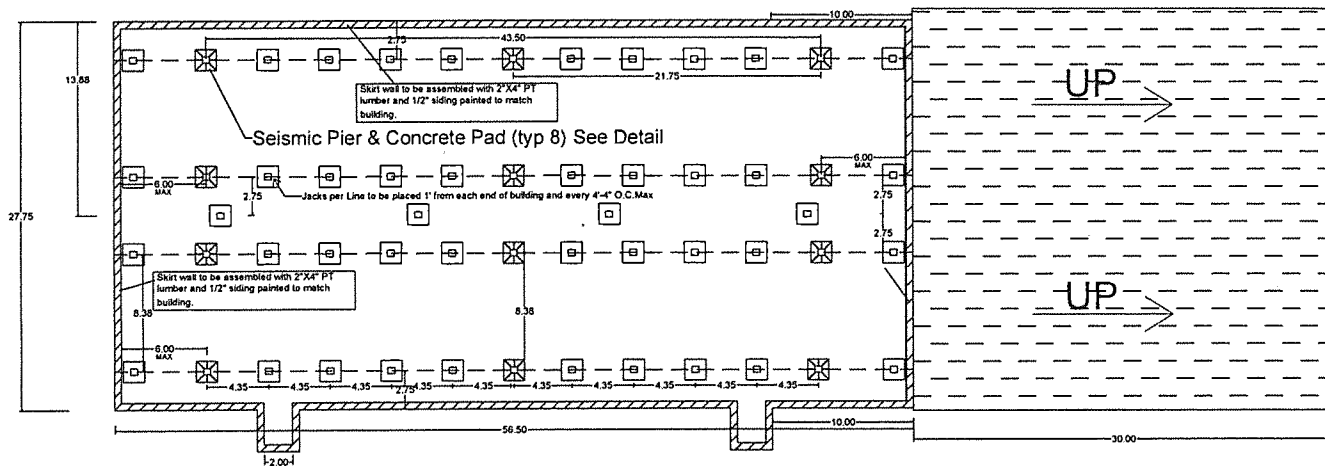 10.00
43.50
2.75
21.75
13.88
UP
Skirt wall to be assembled with 2"X4" PT
lumber and 1/2" siding painted to match
building.
Seismic Pier & Concrete Pad (typ 8) See Detail
6.00
MAX
6.00
MAX
2.75
Jacks per Line to be placed 1' from each end of building and every 4'-4" O.C.Max
2.75
27.75
2.75
Skirt wall to be assembled with 2"X4" PT
lumber and 1/2" siding painted to match
building.
UP
8.38
8.38
6.00
MAX
4.35
4.35
4.35
4.35
4.35
4.35
4.35
4.35
4.35
4.35
2.75
10.00
56.50
30.00
2.00